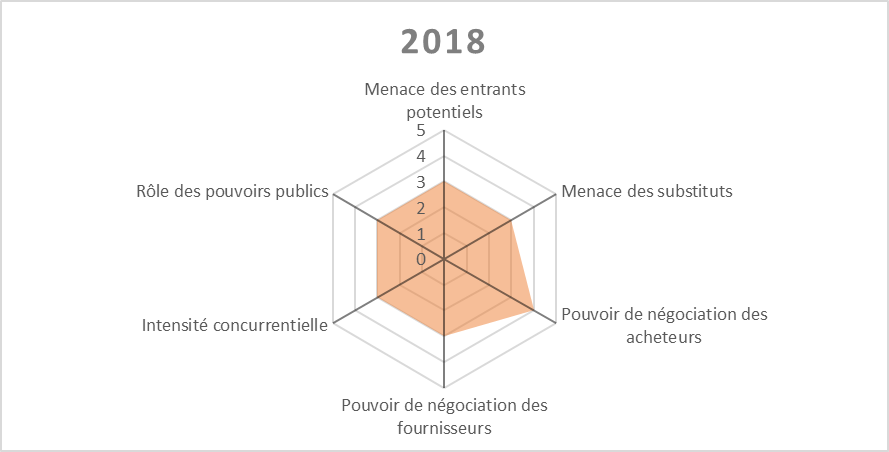 2018
Menace des entrants
potentiels
5
4
3
2
1
0
Rôle des pouvoirs publics
Menace des substituts
Intensité concurrentielle
Pouvoir de négociation des
acheteurs
Pouvoir de négociation des
fournisseurs